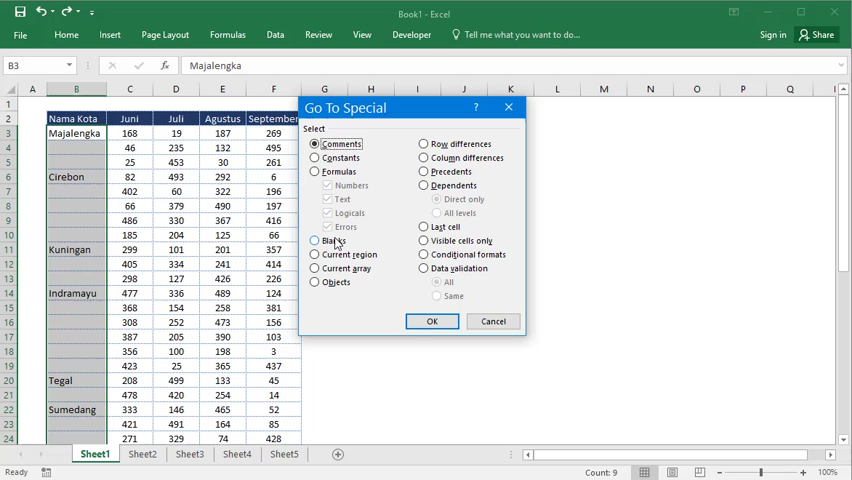 Book1 - Excel
File Home Insert Page Layout Formulas Data Review View Developer Tell me what you want to do... Sign in Share
B3 fx Majalengka
A B C D E F G H I J K L M N O P Q R
1
2 Nama Kota Juni Juli Agustus September
3 Majalengka 168 19 187 269
4 46 235 132 495
5 25 453 30 261
6 Cirebon 82 493 292 6
7 402 60 322 196
8 66 379 490 197
9 486 330 367 416
10 185 204 125 66
11 Kuningan 299 101 201 357
12 405 334 241 414
13 298 127 426 226
14 Indramayu 477 336 489 124
15 368 154 258 381
16 308 252 473 156
17 387 205 390 103
18 356 100 198 3
19 423 25 365 437
20 Tegal 208 499 133 45
21 478 420 254 14
22 Sumedang 333 146 465 52
23 421 491 164 85
24 271 329 74 428
Go To Special ?
Select
Comments Row differences
Constants Column differences
Formulas Precedents
Numbers Dependents
Text Direct only
Logicals All levels
Errors Last cell
Blanks Visible cells only
Current region Conditional formats
Current array Data validation
Objects All
Same
OK Cancel
Sheet1 Sheet2 Sheet3 Sheet4 Sheet5
Ready Count: 9 100%